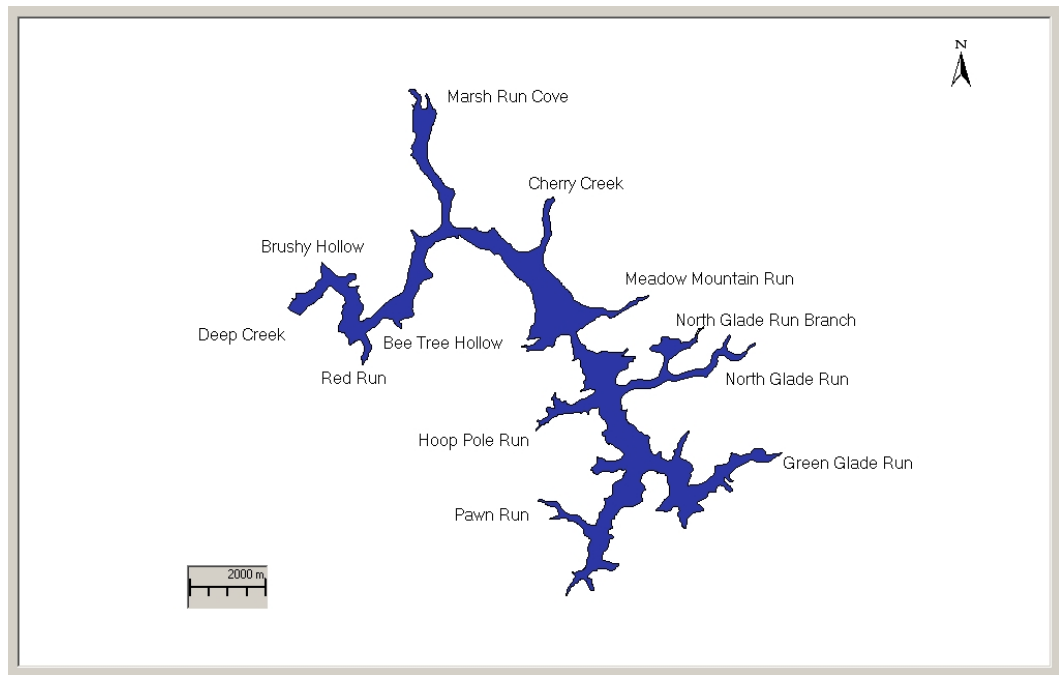 N
Marsh Run Cove
Cherry Creek
Brushy Hollow
Meadow Mountain Run
North Glade Run Branch
Deep Creek
Bee Tree Hollow
Red Run
North Glade Run
Hoop Pole Run
Green Glade Run
Pawn Run
2000 m